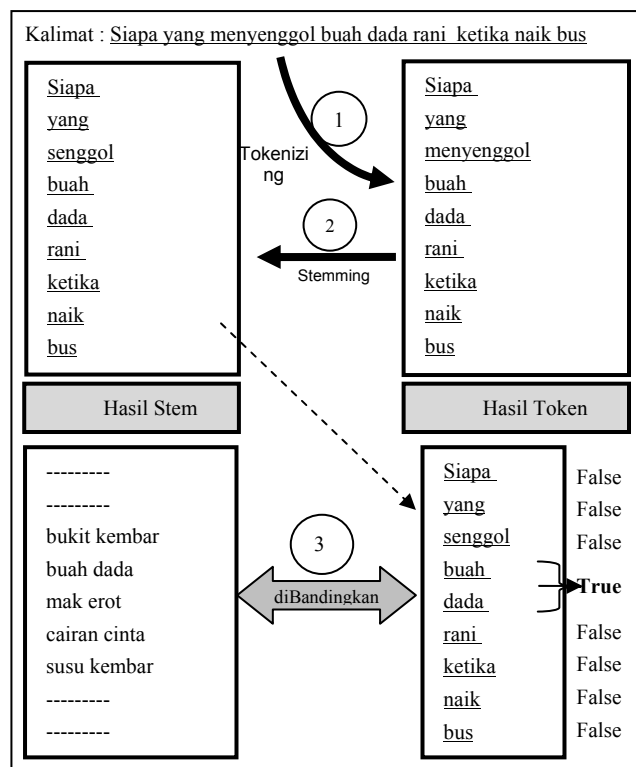 Kalimat : Siapa yang menyenggol buah dada rani ketika naik bus
Siapa
yang
senggol
buah
dada
rani
ketika
naik
bus
Hasil Stem
1
Tokenizi
ng
2
Stemming
Siapa
yang
menyenggol
buah
dada
rani
ketika
naik
bus
Hasil Token
---------
---------
bukit kembar
buah dada
mak erot
cairan cinta
susu kembar
---------
---------
3
diBandingkan
Siapa False
yang False
senggol False
buah
True
dada
rani False
ketika False
naik False
bus False